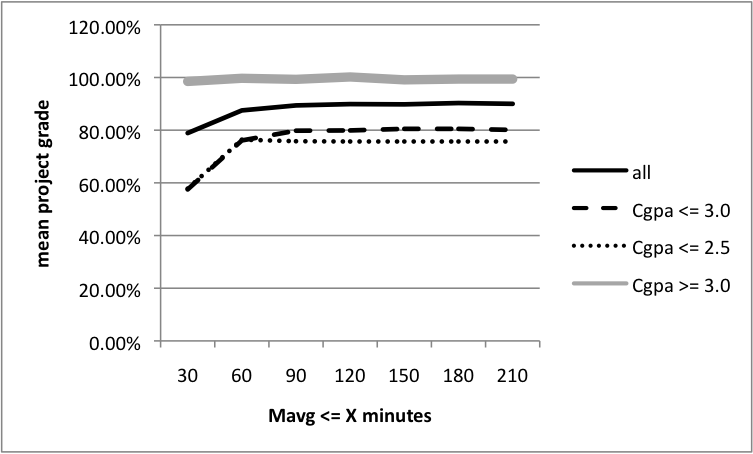 120.00%
100.00%
80.00%
60.00%
40.00%
20.00%
0.00%
mean project grade
30 60 90 120 150 180 210
Mavg <= X minutes
all
Cgpa <= 3.0
Cgpa <= 2.5
Cgpa >= 3.0